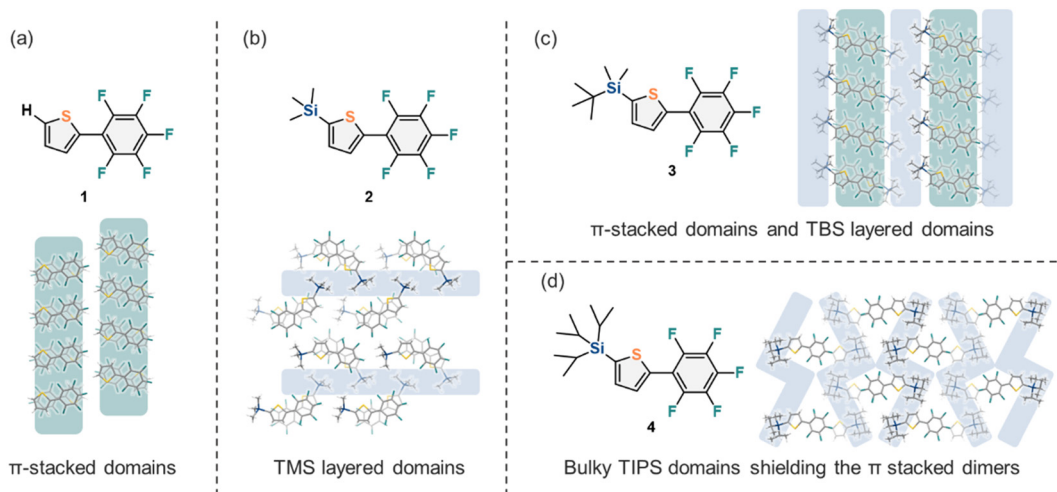 (a)
H
S
F
F
F
F
F
1
π-stacked domains
(b)
Si
S
F
F
F
F
F
2
TMS layered domains
(c)
Si
S
F
F
F
F
F
3
π-stacked domains and TBS layered domains
(d)
Si
S
F
F
F
F
F
4
Bulky TIPS domains shielding the π stacked dimers